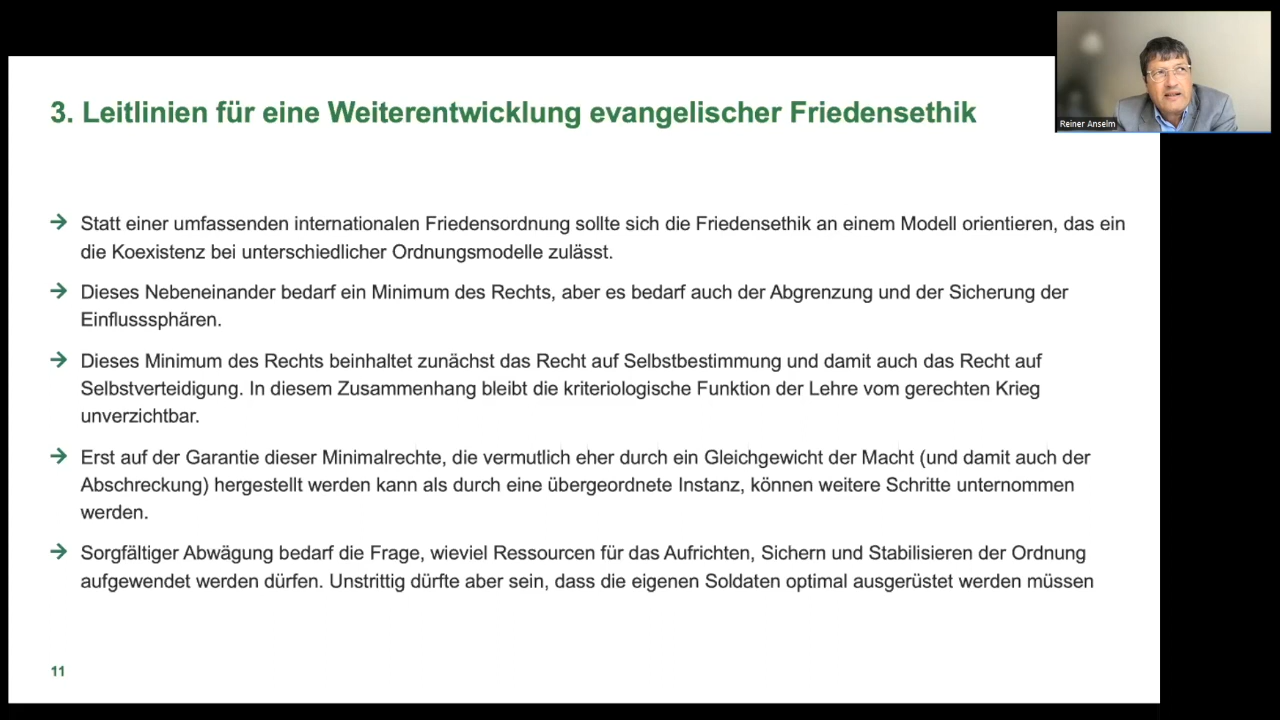 3. Leitlinien für eine Weiterentwicklung evangelischer Friedensethik
Reiner Anselm
→ Statt einer umfassenden internationalen Friedensordnung sollte sich die Friedensethik an einem Modell orientieren, das ein
die Koexistenz bei unterschiedlicher Ordnungsmodelle zulässt.
→ Dieses Nebeneinander bedarf ein Minimum des Rechts, aber es bedarf auch der Abgrenzung und der Sicherung der
Einflusssphären.
→ Dieses Minimum des Rechts beinhaltet zunächst das Recht auf Selbstbestimmung und damit auch das Recht auf
Selbstverteidigung. In diesem Zusammenhang bleibt die kriteriologische Funktion der Lehre vom gerechten Krieg
unverzichtbar.
→ Erst auf der Garantie dieser Minimalrechte, die vermutlich eher durch ein Gleichgewicht der Macht (und damit auch der
Abschreckung) hergestellt werden kann als durch eine übergeordnete Instanz, können weitere Schritte unternommen
werden.
→ Sorgfältiger Abwägung bedarf die Frage, wieviel Ressourcen für das Aufrichten, Sichern und Stabilisieren der Ordnung
aufgewendet werden dürfen. Unstrittig dürfte aber sein, dass die eigenen Soldaten optimal ausgerüstet werden müssen
11